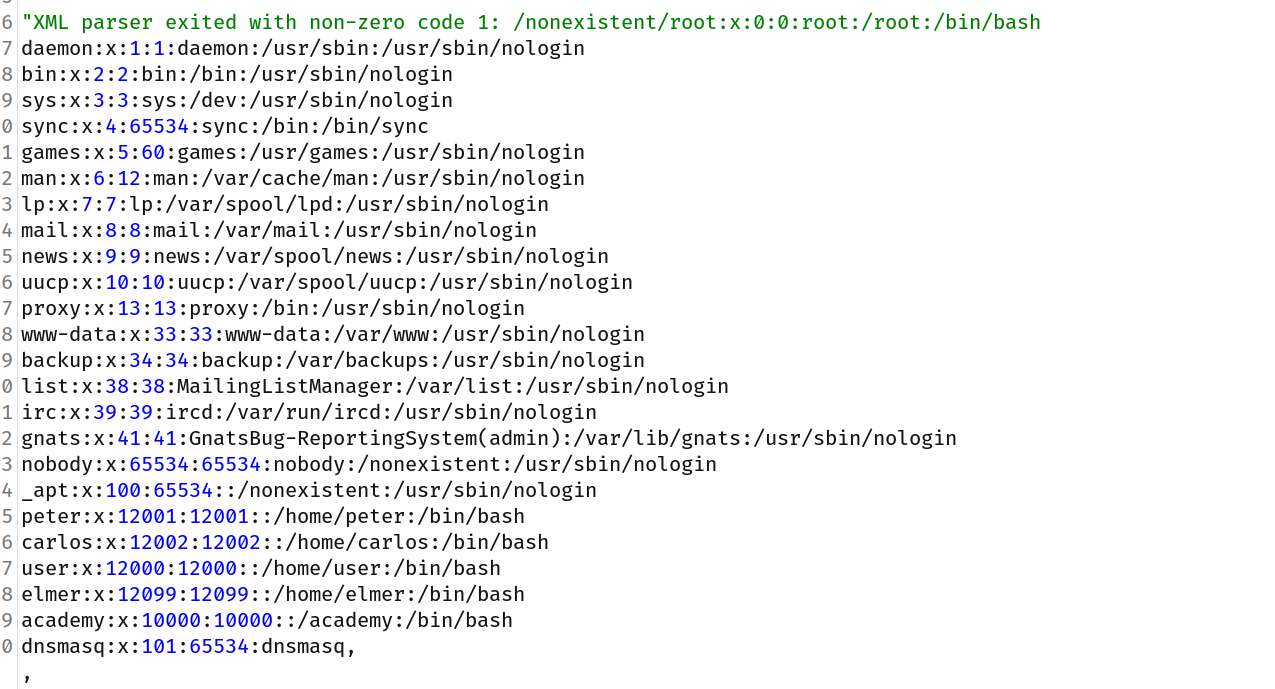 6 "XML parser exited with non-zero code 1: /nonexistent/root:x:0:0:root:/root:/bin/bash
7 daemon:x:1:1:daemon:/usr/sbin:/usr/sbin/nologin
8 bin:x:2:2:bin:/bin:/usr/sbin/nologin
9 sys:x:3:3:sys:/dev:/usr/sbin/nologin
0 sync:x:4:65534:sync:/bin:/bin/sync
1 games:x:5:60:games:/usr/games:/usr/sbin/nologin
2 man:x:6:12:man:/var/cache/man:/usr/sbin/nologin
3 lp:x:7:7:lp:/var/spool/lpd:/usr/sbin/nologin
4 mail:x:8:8:mail:/var/mail:/usr/sbin/nologin
5 news:x:9:9:news:/var/spool/news:/usr/sbin/nologin
6 uucp:x:10:10:uucp:/var/spool/uucp:/usr/sbin/nologin
7 proxy:x:13:13:proxy:/bin:/usr/sbin/nologin
8 www-data:x:33:33:www-data:/var/www:/usr/sbin/nologin
9 backup:x:34:34:backup:/var/backups:/usr/sbin/nologin
0 list:x:38:38:MailingListManager:/var/list:/usr/sbin/nologin
1 irc:x:39:39:ircd:/var/run/ircd:/usr/sbin/nologin
2 gnats:x:41:41:GnatsBug-ReportingSystem(admin):/var/lib/gnats:/usr/sbin/nologin
3 nobody:x:65534:65534:nobody:/nonexistent:/usr/sbin/nologin
4 _apt:x:100:65534::/nonexistent:/usr/sbin/nologin
5 peter:x:12001:12001::/home/peter:/bin/bash
6 carlos:x:12002:12002::/home/carlos:/bin/bash
7 user:x:12000:12000::/home/user:/bin/bash
8 elmer:x:12099:12099::/home/elmer:/bin/bash
9 academy:x:10000:10000::/academy:/bin/bash
0 dnsmasq:x:101:65534:dnsmasq,
,